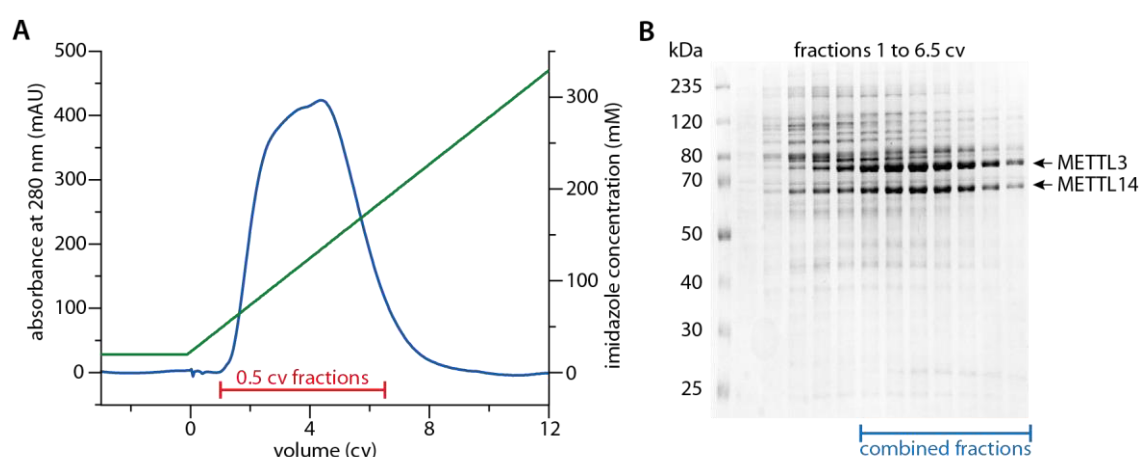 A
500
400
300
200
100
0
absorbance at 280 nm (mAU)
300
200
100
0
imidazole concentration (mM)
0.5 cv fractions
0 4 8 12
volume (cv)
B
kDa
fractions 1 to 6.5 cv
235
120
80
70
50
40
30
25
METTL3
METTL14
combined fractions